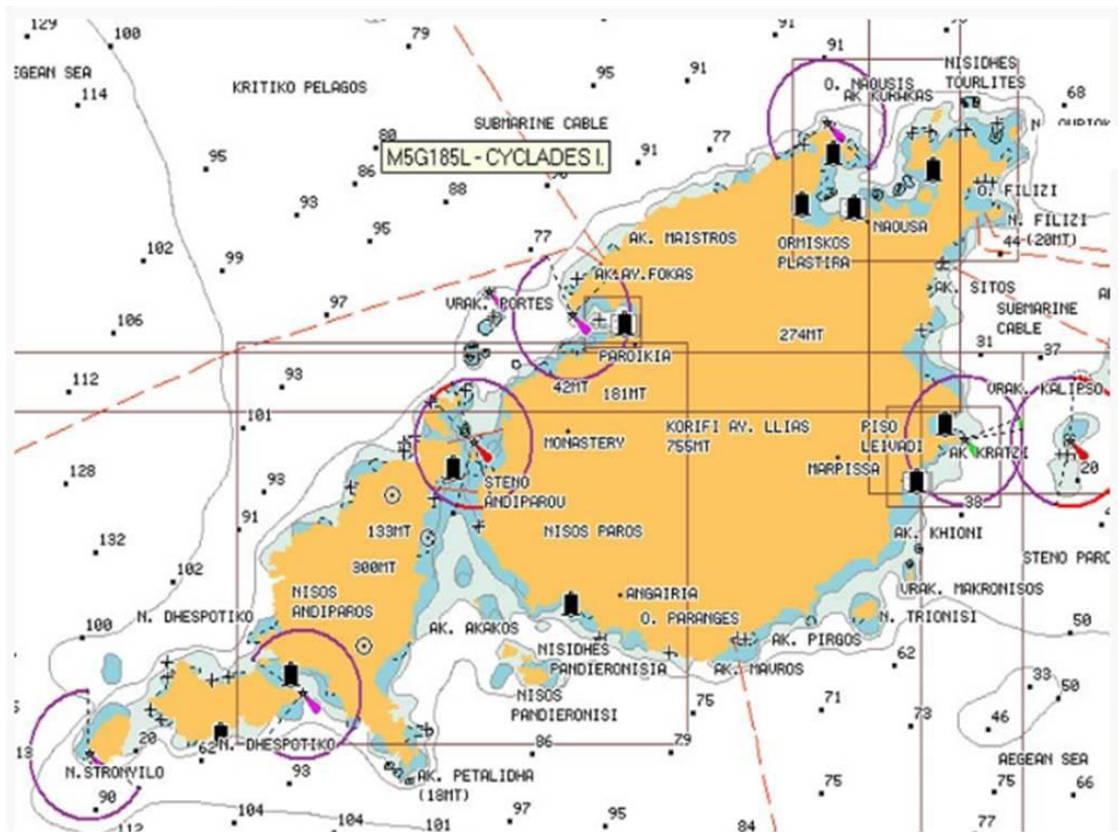 129
100
79
91
91
EGEAN SEA
114
KRITIKO PELAGOS
95
91
O. NAOUSIS
AK KURAKAS
NISIDHES
TOURLITES
68
SUBMARINE CABLE
80
M5G185L - CYCLADES I.
95
86
88
91
77
93
95
102
99
77
AK. MAISTROS
ORMISKOS
PLASTIRA
NAOUSA
O. FILIZI
N. FILIZI
44 (20MT)
AK.AY.FOKAS
AK. SITOS
106
97
VRAK. PORTES
SUBMARINE
CABLE
274MT
PAROIKIA
31
37
112
93
42MT
181MT
VRAK. KALIPSO
101
MONASTERY
KORIFI AY. LLIAS
755MT
PISO
LEIVADI
AK KRATZI
MARPISSA
128
93
STENO
ANDIPAROU
20
38
91
133MT
NISOS PAROS
AK. KHIONI
132
300MT
STENO PARO
102
NISOS
ANDIPAROS
ANGAIRIA
VRAK. MAKRONISOS
N. DHESPOTIKO
O. PARANGES
N. TRIONISI
100
AK. AKAKOS
AK. PIRGOS
50
NISIDHES
PANDIERONISIA
AK. MAVROS
62
33
NISOS
PANDIERONISI
75
71
50
73
46
13
20
62
N. DHESPOTIKO
86
79
AEGEAN SEA
N.STRONYILO
93
AK. PETALIDHA
(18MT)
75
75
66
90
104
104
101
97
95
84
77
112